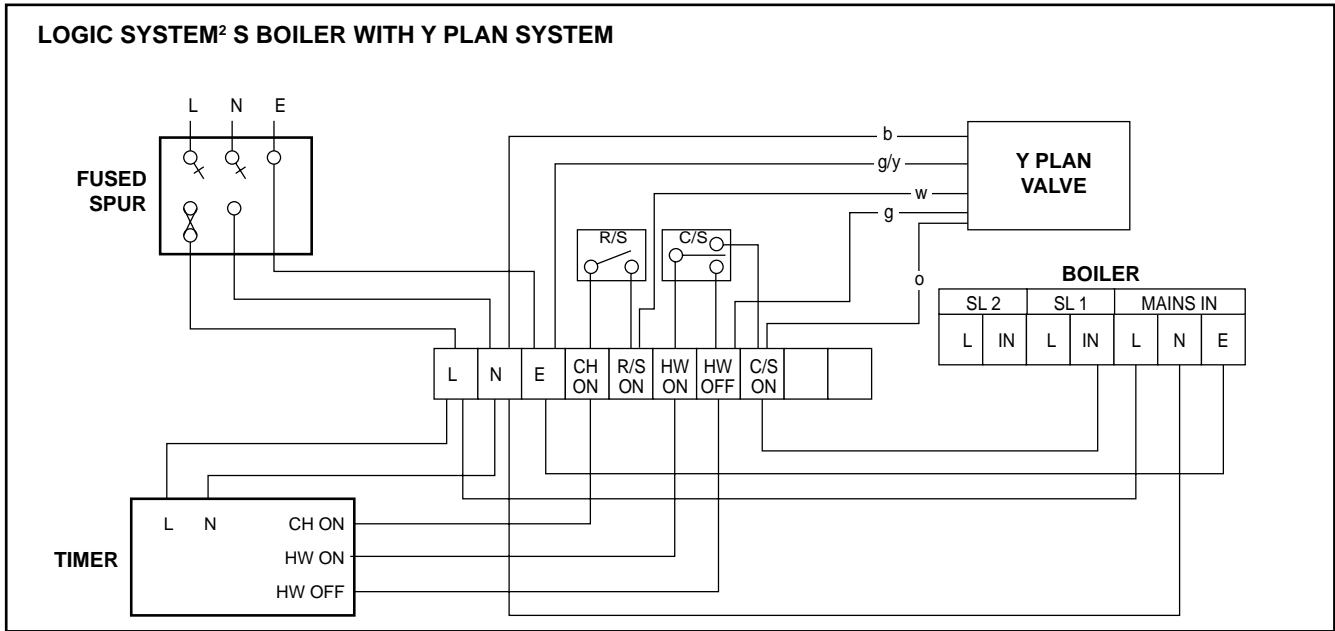 LOGIC SYSTEM² S BOILER WITH Y PLAN SYSTEM
L N E
FUSED
SPUR
b
g/y
w
g
o
Y PLAN
VALVE
R/S
C/S
BOILER
SL 2 SL 1 MAINS IN
L IN L IN L N E
L N E CH ON R/S ON HW ON HW OFF C/S ON
TIMER
L N CH ON
HW ON
HW OFF